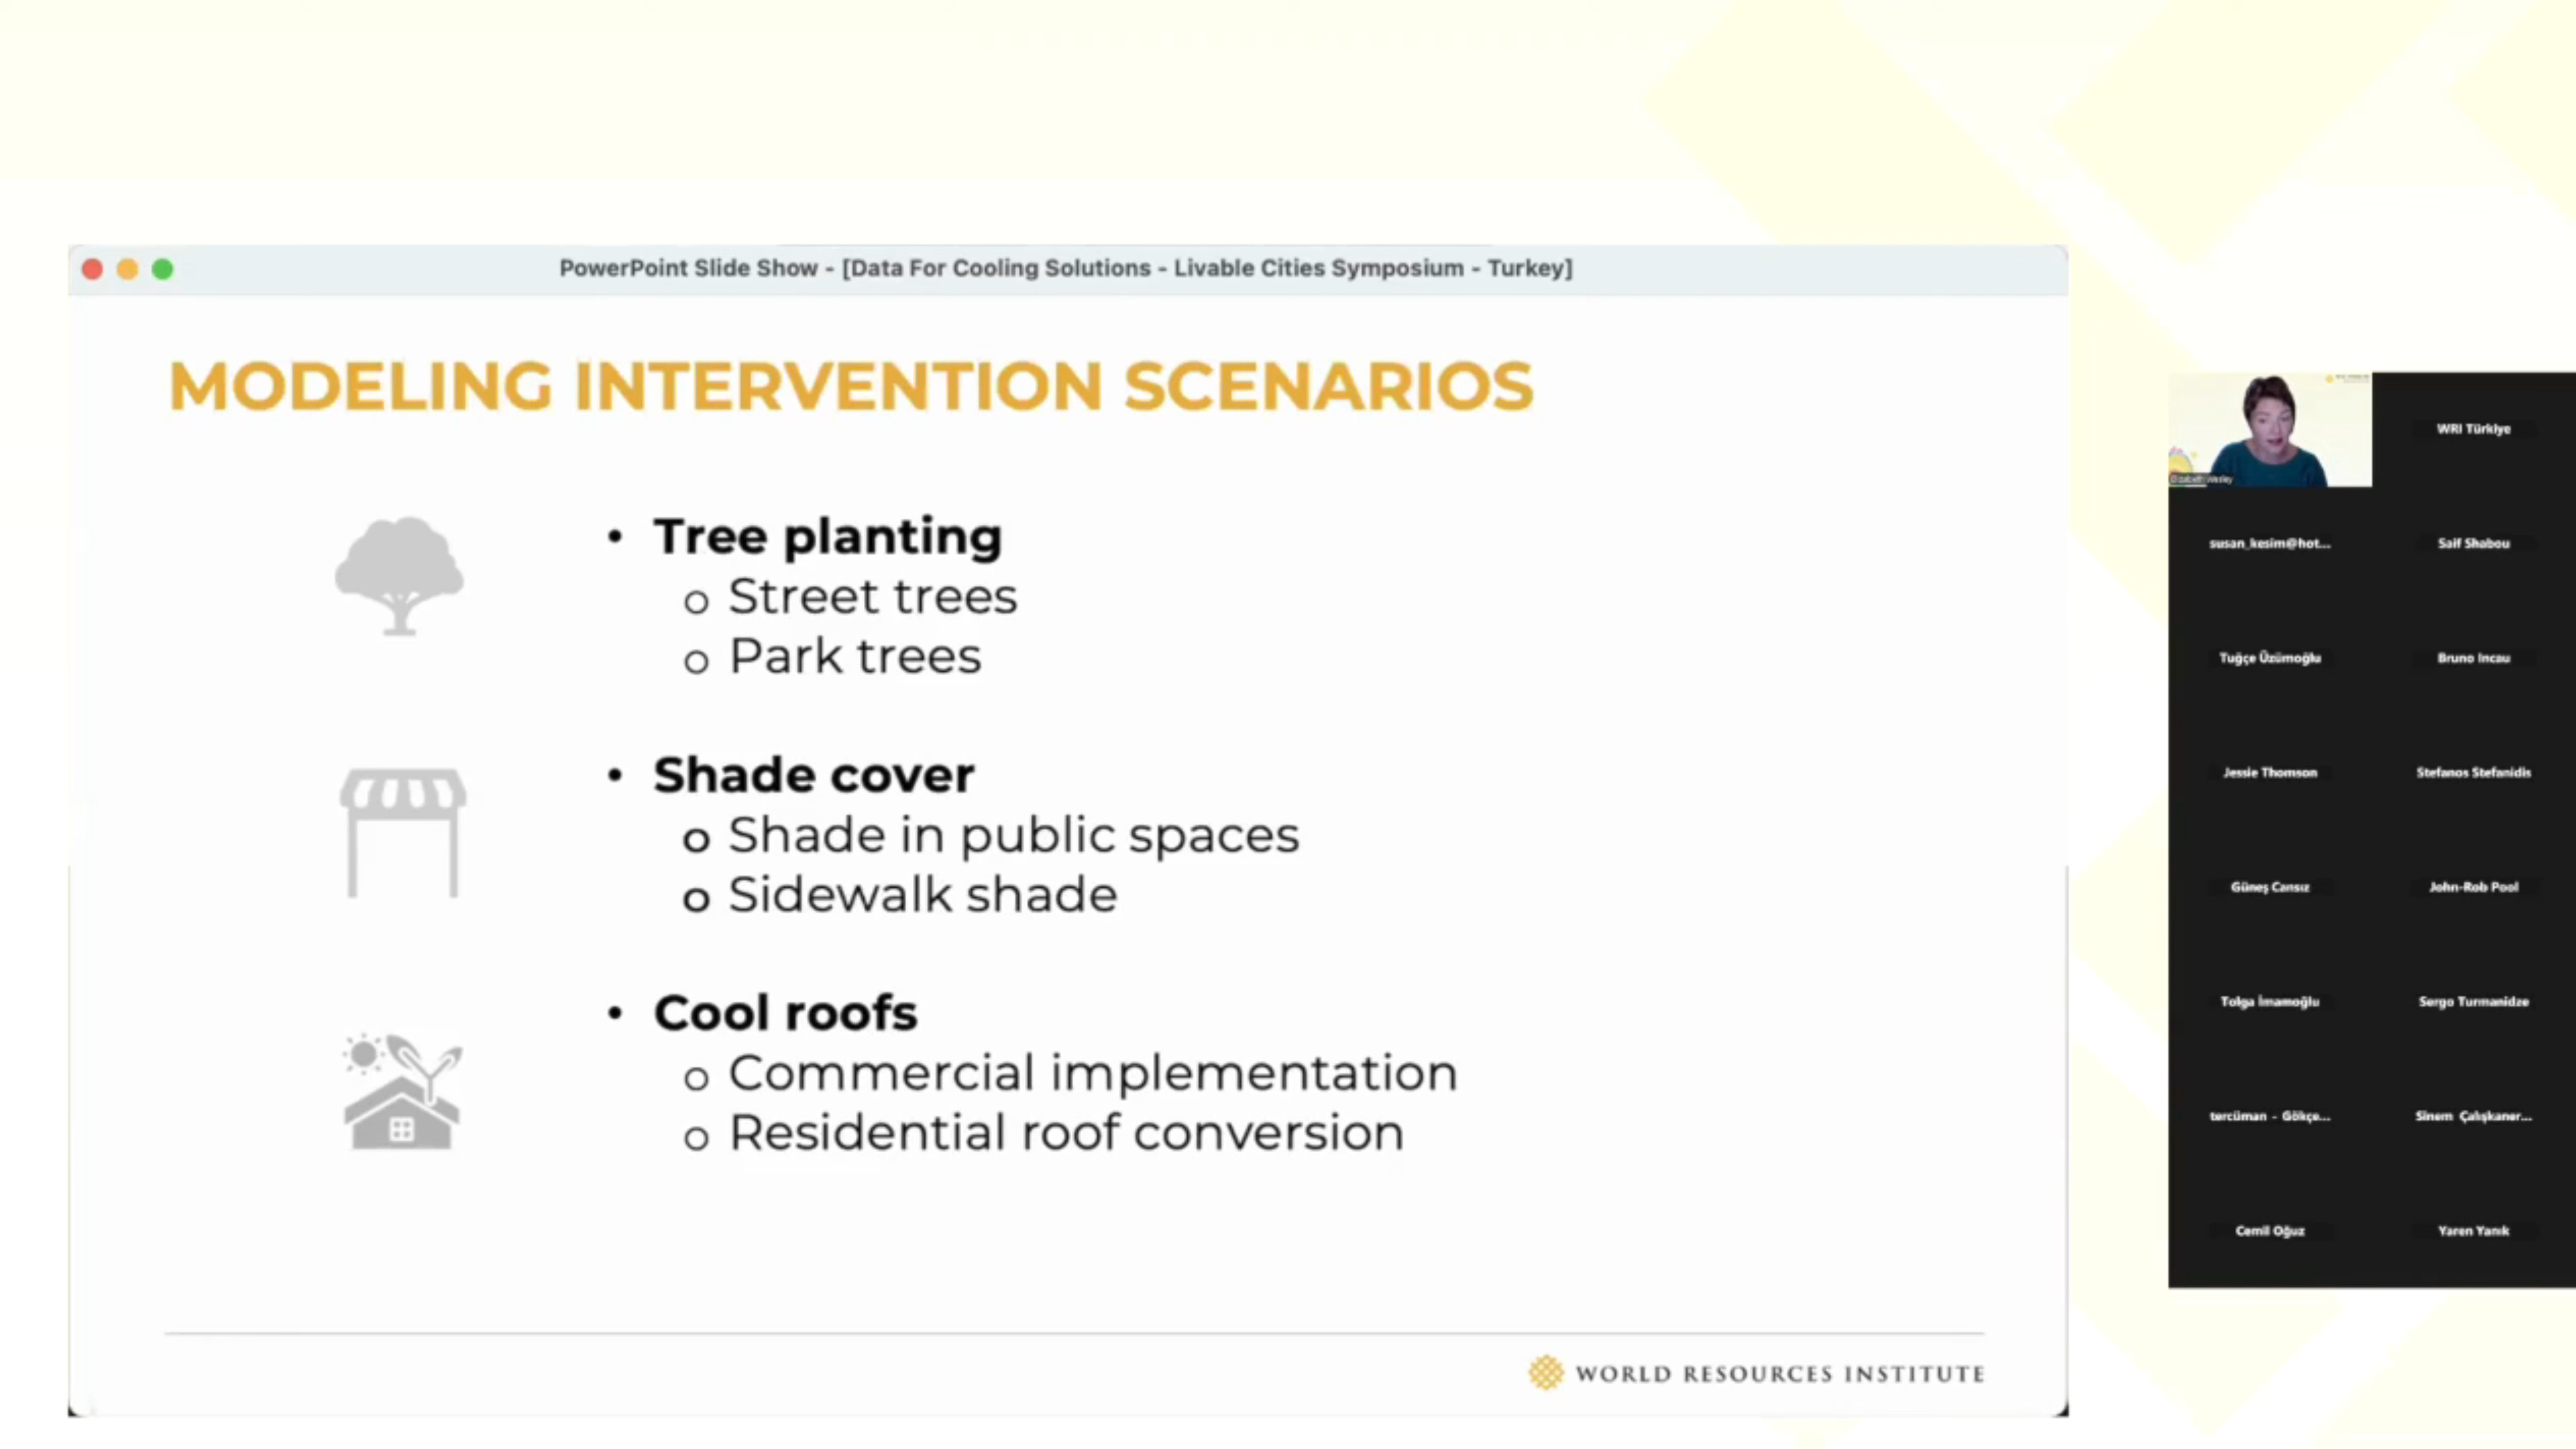 PowerPoint Slide Show - [Data For Cooling Solutions - Livable Cities Symposium - Turkey]
MODELING INTERVENTION SCENARIOS
• Tree planting
o Street trees
o Park trees
• Shade cover
o Shade in public spaces
o Sidewalk shade
• Cool roofs
o Commercial implementation
o Residential roof conversion
WORLD RESOURCES INSTITUTE
Elizabeth Wesley
WRI Türkiye
susan_kesim@hot...
Saif Shabou
Tuğçe Üzümoğlu
Bruno Incau
Jessie Thomson
Stefanos Stefanidis
Güneş Cansız
John-Rob Pool
Tolga İmamoğlu
Sergo Turmanidze
tercüman - Gökçe...
Sinem Çalışkaner...
Cemil Oğuz
Yaren Yanık